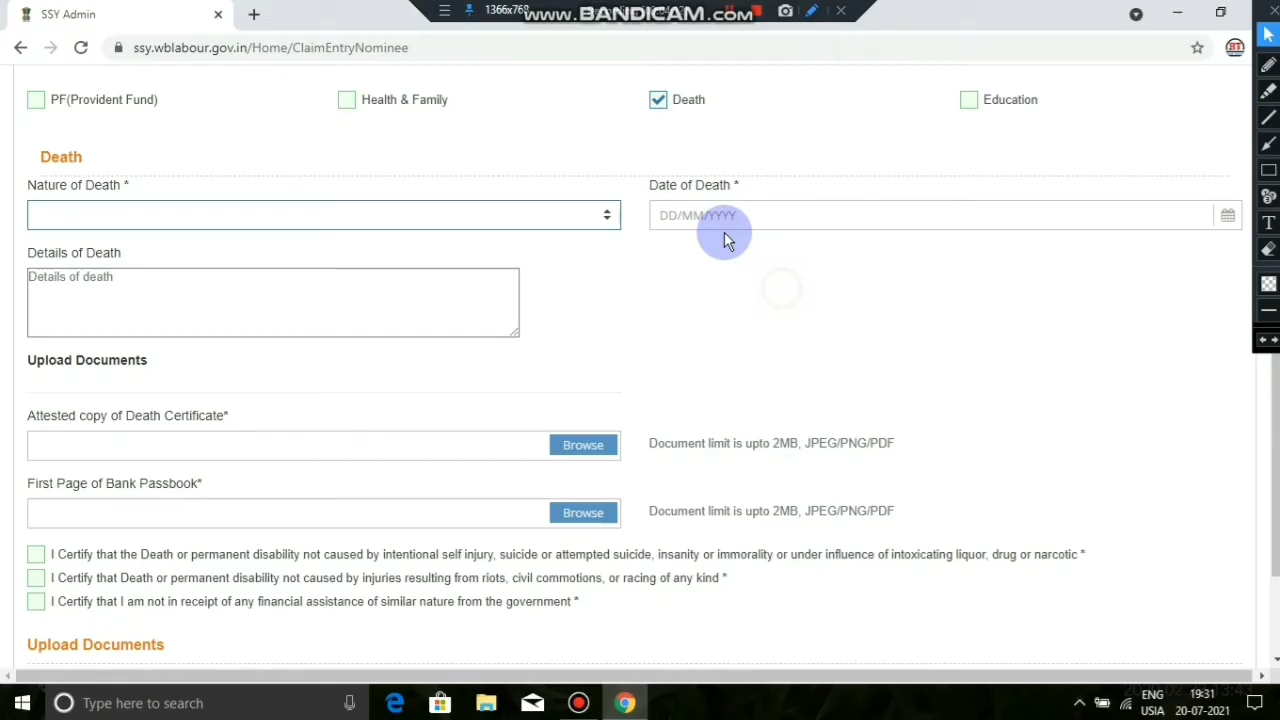 SSY Admin
1366x768
www.BANDICAM.com
ssy.wblabour.gov.in/Home/ClaimEntryNominee
PF(Provident Fund)
Health & Family
Death
Education
Death
Nature of Death *
Date of Death *
DD/MM/YYYY
Details of Death
Details of death
Upload Documents
Attested copy of Death Certificate*
Browse
Document limit is upto 2MB, JPEG/PNG/PDF
First Page of Bank Passbook*
Browse
Document limit is upto 2MB, JPEG/PNG/PDF
I Certify that the Death or permanent disability not caused by intentional self injury, suicide or attempted suicide, insanity or immorality or under influence of intoxicating liquor, drug or narcotic *
I Certify that Death or permanent disability not caused by injuries resulting from riots, civil commotions, or racing of any kind *
I Certify that I am not in receipt of any financial assistance of similar nature from the government *
Upload Documents
Type here to search
ENG
USIA
19:31
20-07-2021